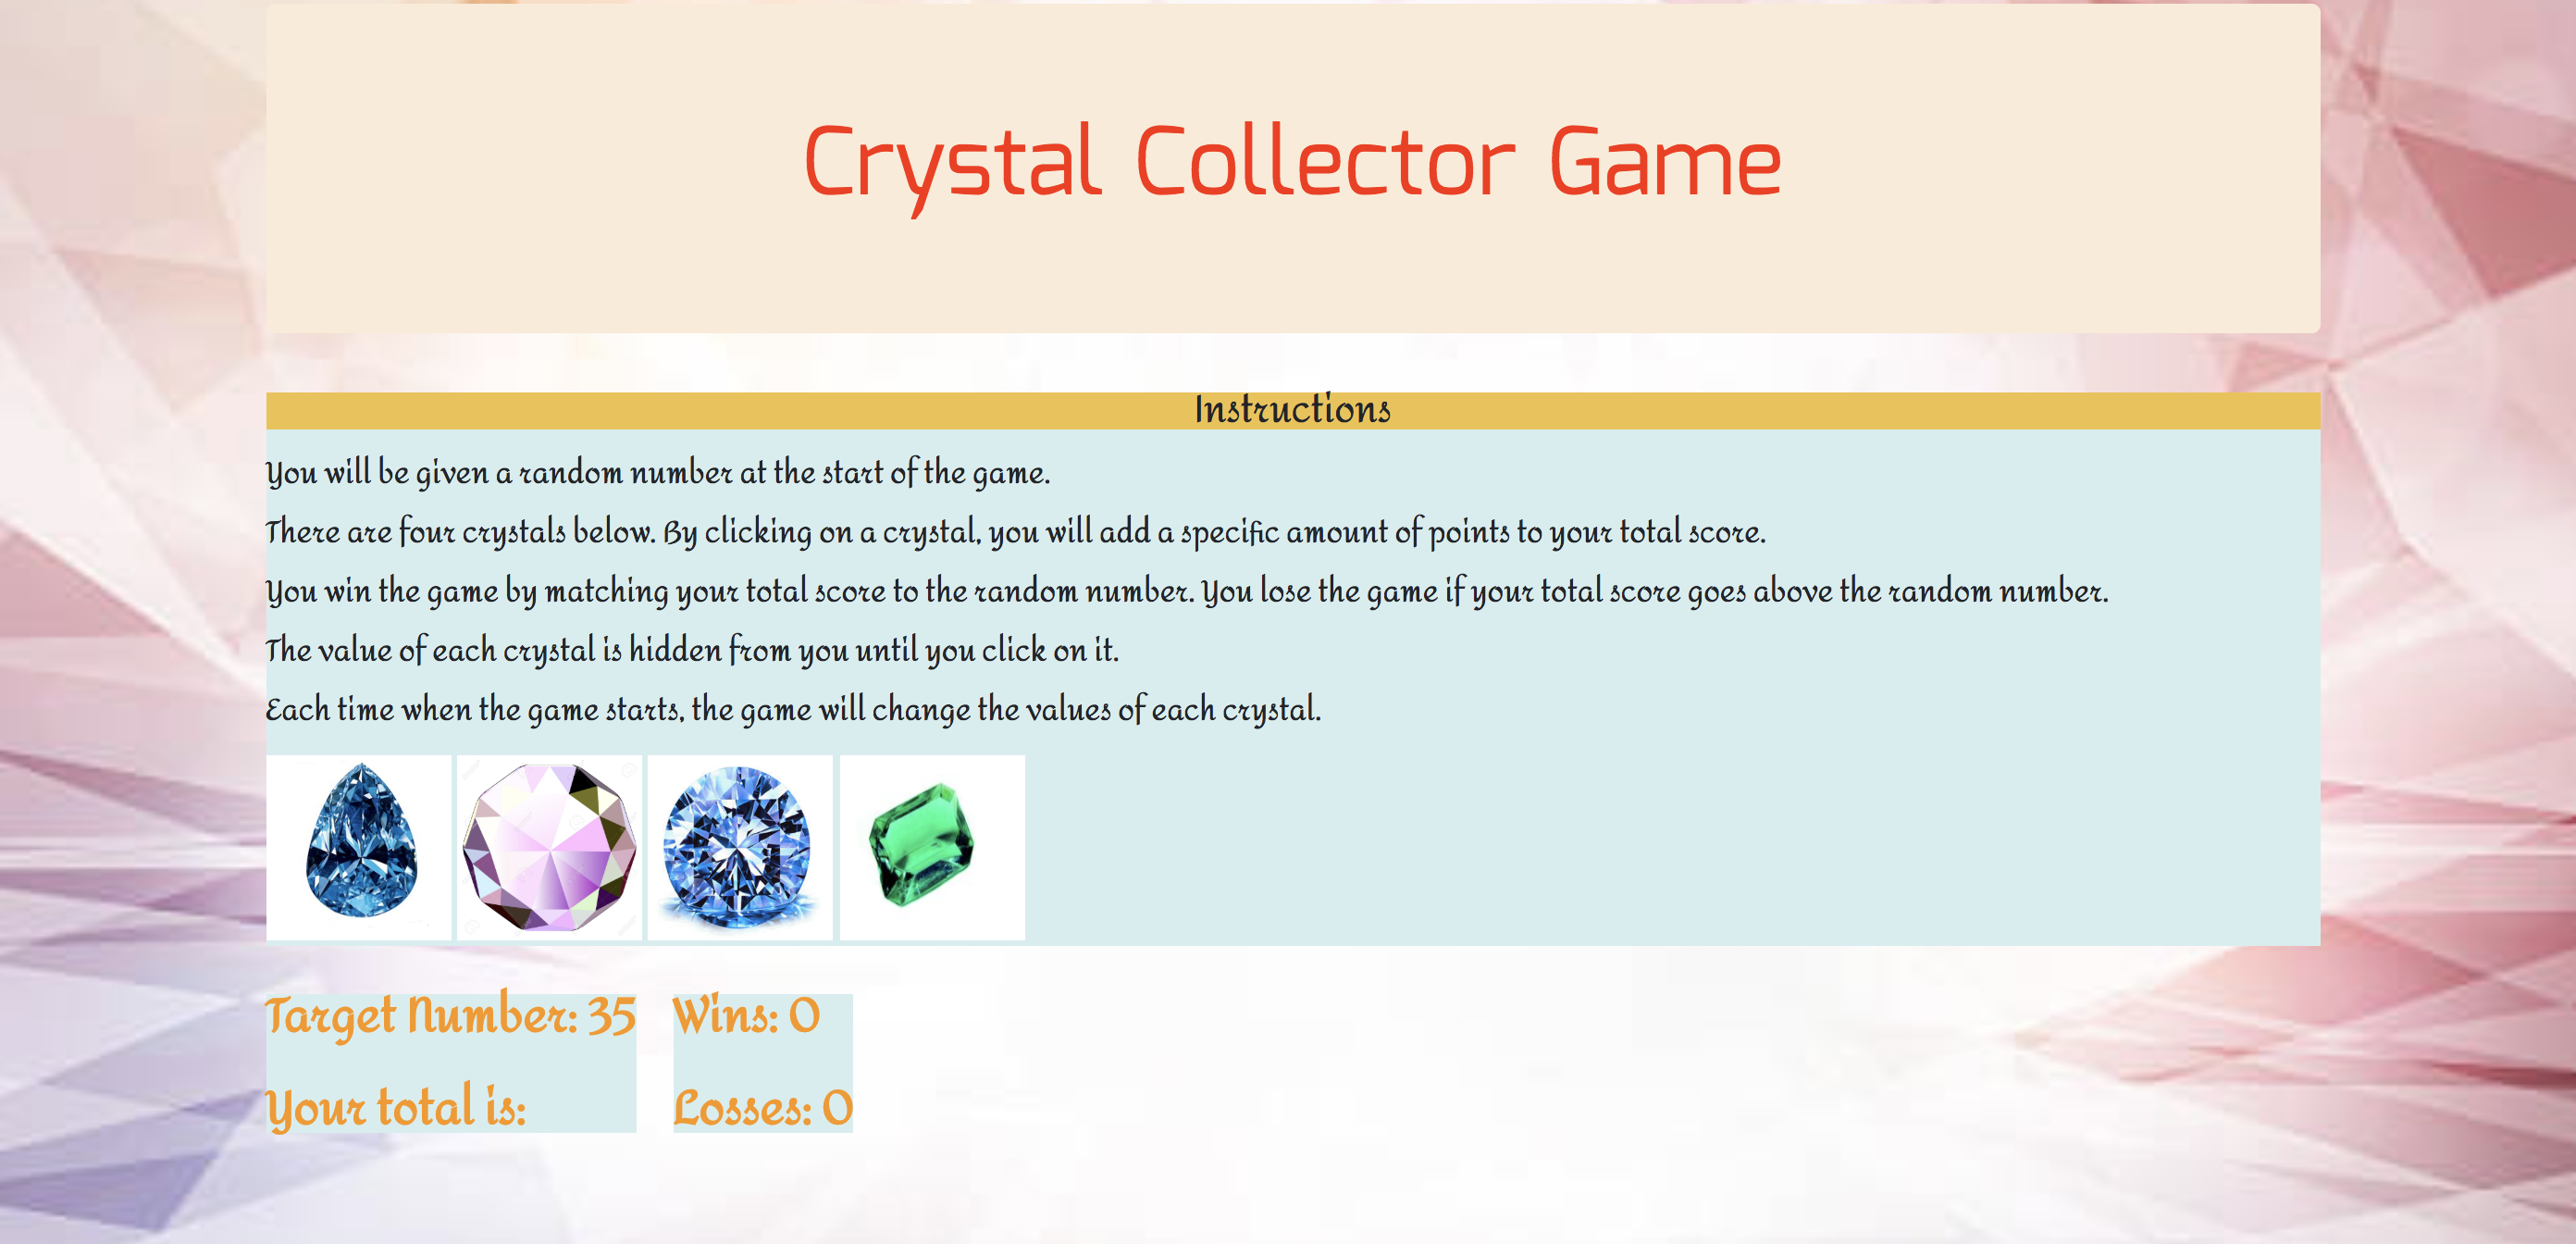 Crystal Collector Game
Instructions
You will be given a random number at the start of the game.
There are four crystals below. By clicking on a crystal, you will add a specific amount of points to your total score.
You win the game by matching your total score to the random number. You lose the game if your total score goes above the random number.
The value of each crystal is hidden from you until you click on it.
Each time when the game starts, the game will change the values of each crystal.
Target Number: 35
Your total is:
Wins: 0
Losses: 0